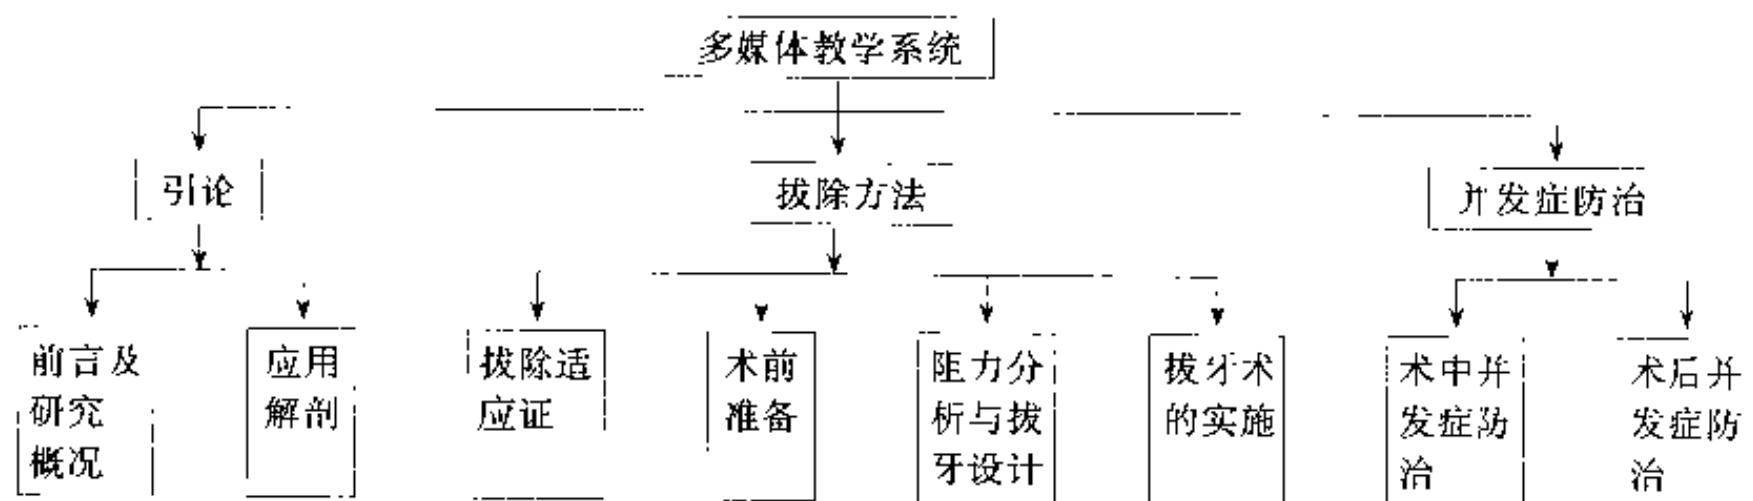 多媒体教学系统
引论
拔除方法
并发症防治
前言及
研究
概况
应用
解剖
拔除适
应证
术前
准备
阻力分
析与拔
牙设计
拔牙术
的实施
术中并
发症防
治
术后并
发症防
治